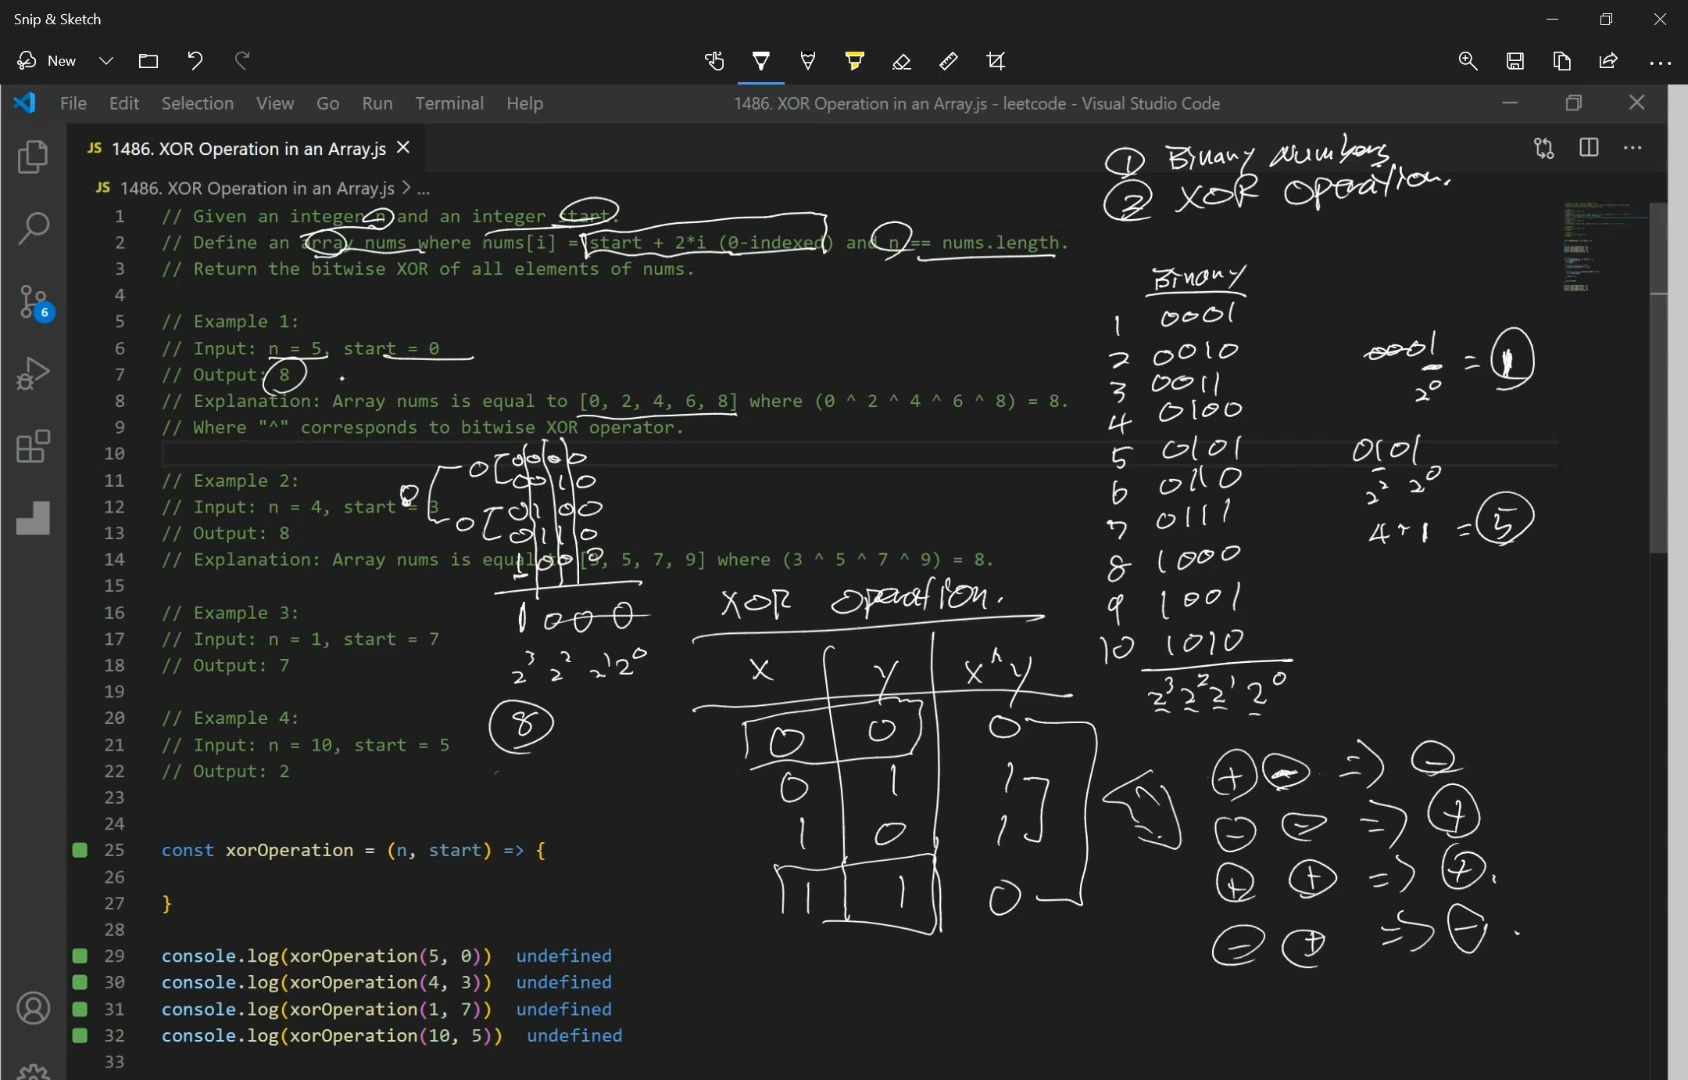 Snip & Sketch
New
File Edit Selection View Go Run Terminal Help
1486. XOR Operation in an Array.js - leetcode - Visual Studio Code
JS 1486. XOR Operation in an Array.js
JS 1486. XOR Operation in an Array.js > ...
1 // Given an integer n and an integer start.
2 // Define an array nums where nums[i] = start + 2*i (0-indexed) and n == nums.length.
3 // Return the bitwise XOR of all elements of nums.
4
5 // Example 1:
6 // Input: n = 5, start = 0
7 // Output: 8
8 // Explanation: Array nums is equal to [0, 2, 4, 6, 8] where (0 ^ 2 ^ 4 ^ 6 ^ 8) = 8.
9 // Where "^" corresponds to bitwise XOR operator.
10
11 // Example 2:
12 // Input: n = 4, start = 3
13 // Output: 8
14 // Explanation: Array nums is equal to [3, 5, 7, 9] where (3 ^ 5 ^ 7 ^ 9) = 8.
15
16 // Example 3:
17 // Input: n = 1, start = 7
18 // Output: 7
19
20 // Example 4:
21 // Input: n = 10, start = 5
22 // Output: 2
23
24
25 const xorOperation = (n, start) => {
26
27 }
28
29 console.log(xorOperation(5, 0)) undefined
30 console.log(xorOperation(4, 3)) undefined
31 console.log(xorOperation(1, 7)) undefined
32 console.log(xorOperation(10, 5)) undefined
33
6
① Binary Numbers
② XOR Operation.
Binary
1 0001
2 0010
3 0011
4 0100
5 0101
6 0110
7 0111
8 1000
9 1001
10 1010
2³ 2² 2¹ 2⁰
0001 = 1
2⁰
0101
2² 2⁰
4+1 = 5
0 [ 0000
0010
0 0 [ 0100
0110
1000
1000
2³ 2² 2¹ 2⁰
8
XOR Operation.
X Y X^Y
0 0 0
0 1 1
1 0 1
1 1 0
+ - => -
- - => +
+ + => +.
- + => -.